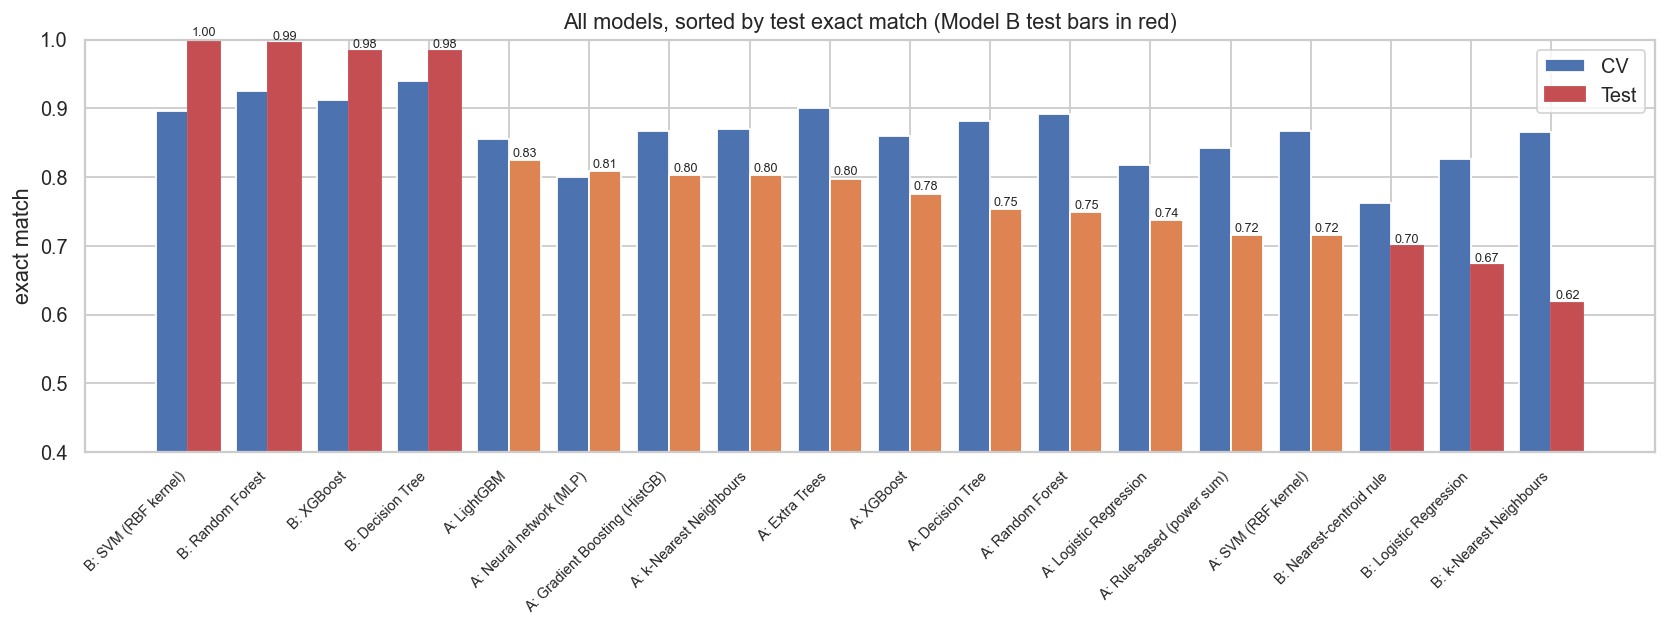 All models, sorted by test exact match (Model B test bars in red)
exact match
1.0
0.9
0.8
0.7
0.6
0.5
0.4
1.00
0.99
0.98
0.98
0.83
0.81
0.80
0.80
0.80
0.78
0.75
0.75
0.74
0.72
0.72
0.70
0.67
0.62
CV
Test
B: SVM (RBF kernel)
B: Random Forest
B: XGBoost
B: Decision Tree
A: LightGBM
A: Neural network (MLP)
A: Gradient Boosting (HistGB)
A: k-Nearest Neighbours
A: Extra Trees
A: XGBoost
A: Decision Tree
A: Random Forest
A: Logistic Regression
A: Rule-based (power sum)
A: SVM (RBF kernel)
B: Nearest-centroid rule
B: Logistic Regression
B: k-Nearest Neighbours